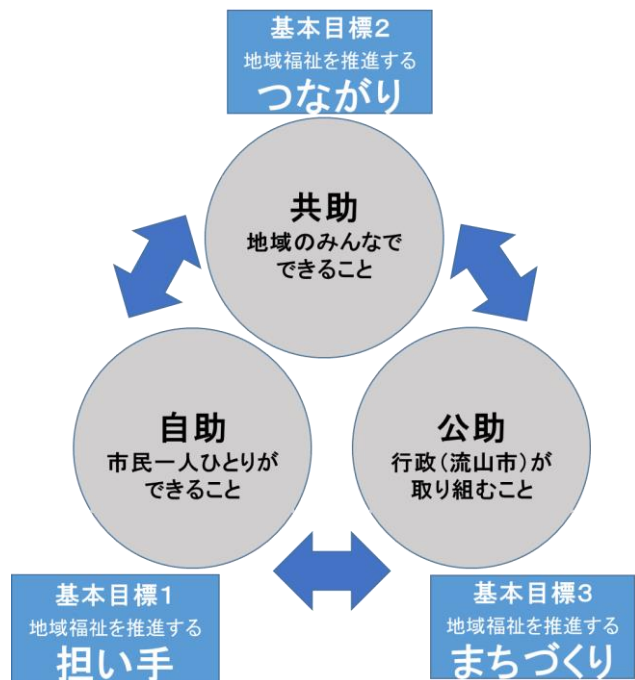 基本目標2
地域福祉を推進する
つながり
共助
地域のみんなで
できること
自助
市民一人ひとりが
できること
公助
行政(流山市)が
取り組むこと
基本目標1
地域福祉を推進する
担い手
基本目標3
地域福祉を推進する
まちづくり